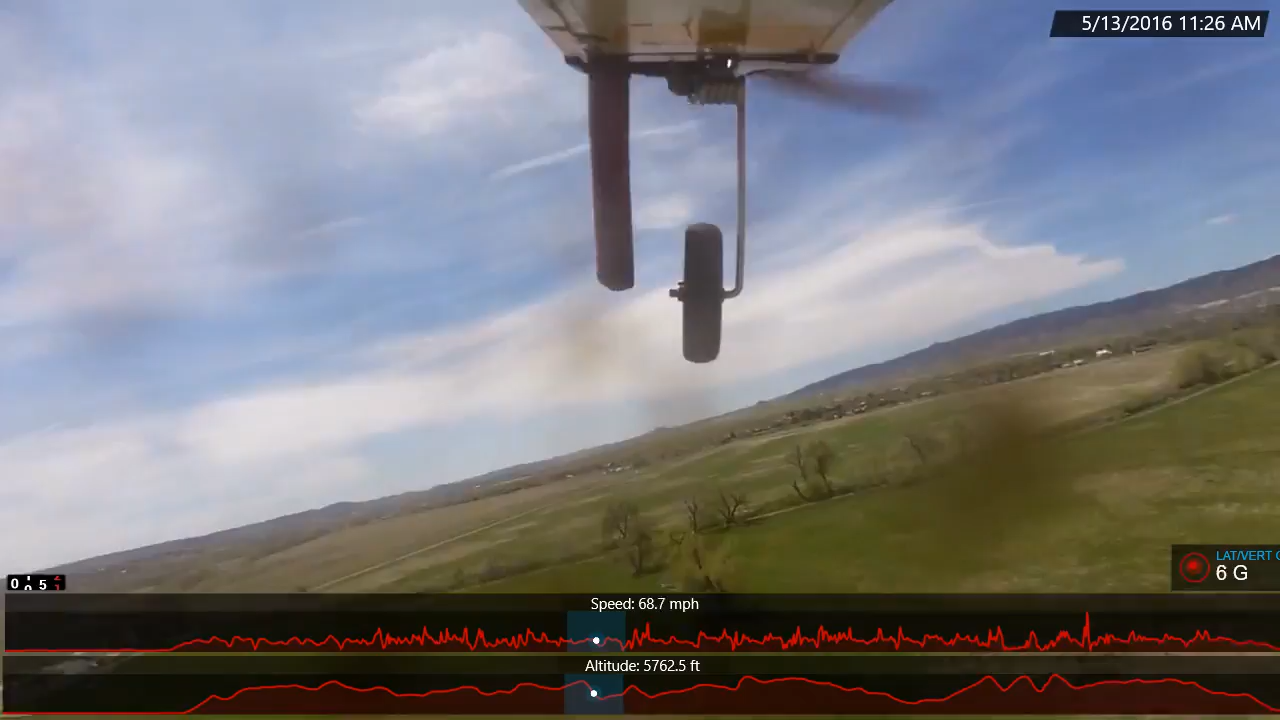 5/13/2016 11:26 AM
LAT/VERT
6 G
Speed: 68.7 mph
Altitude: 5762.5 ft